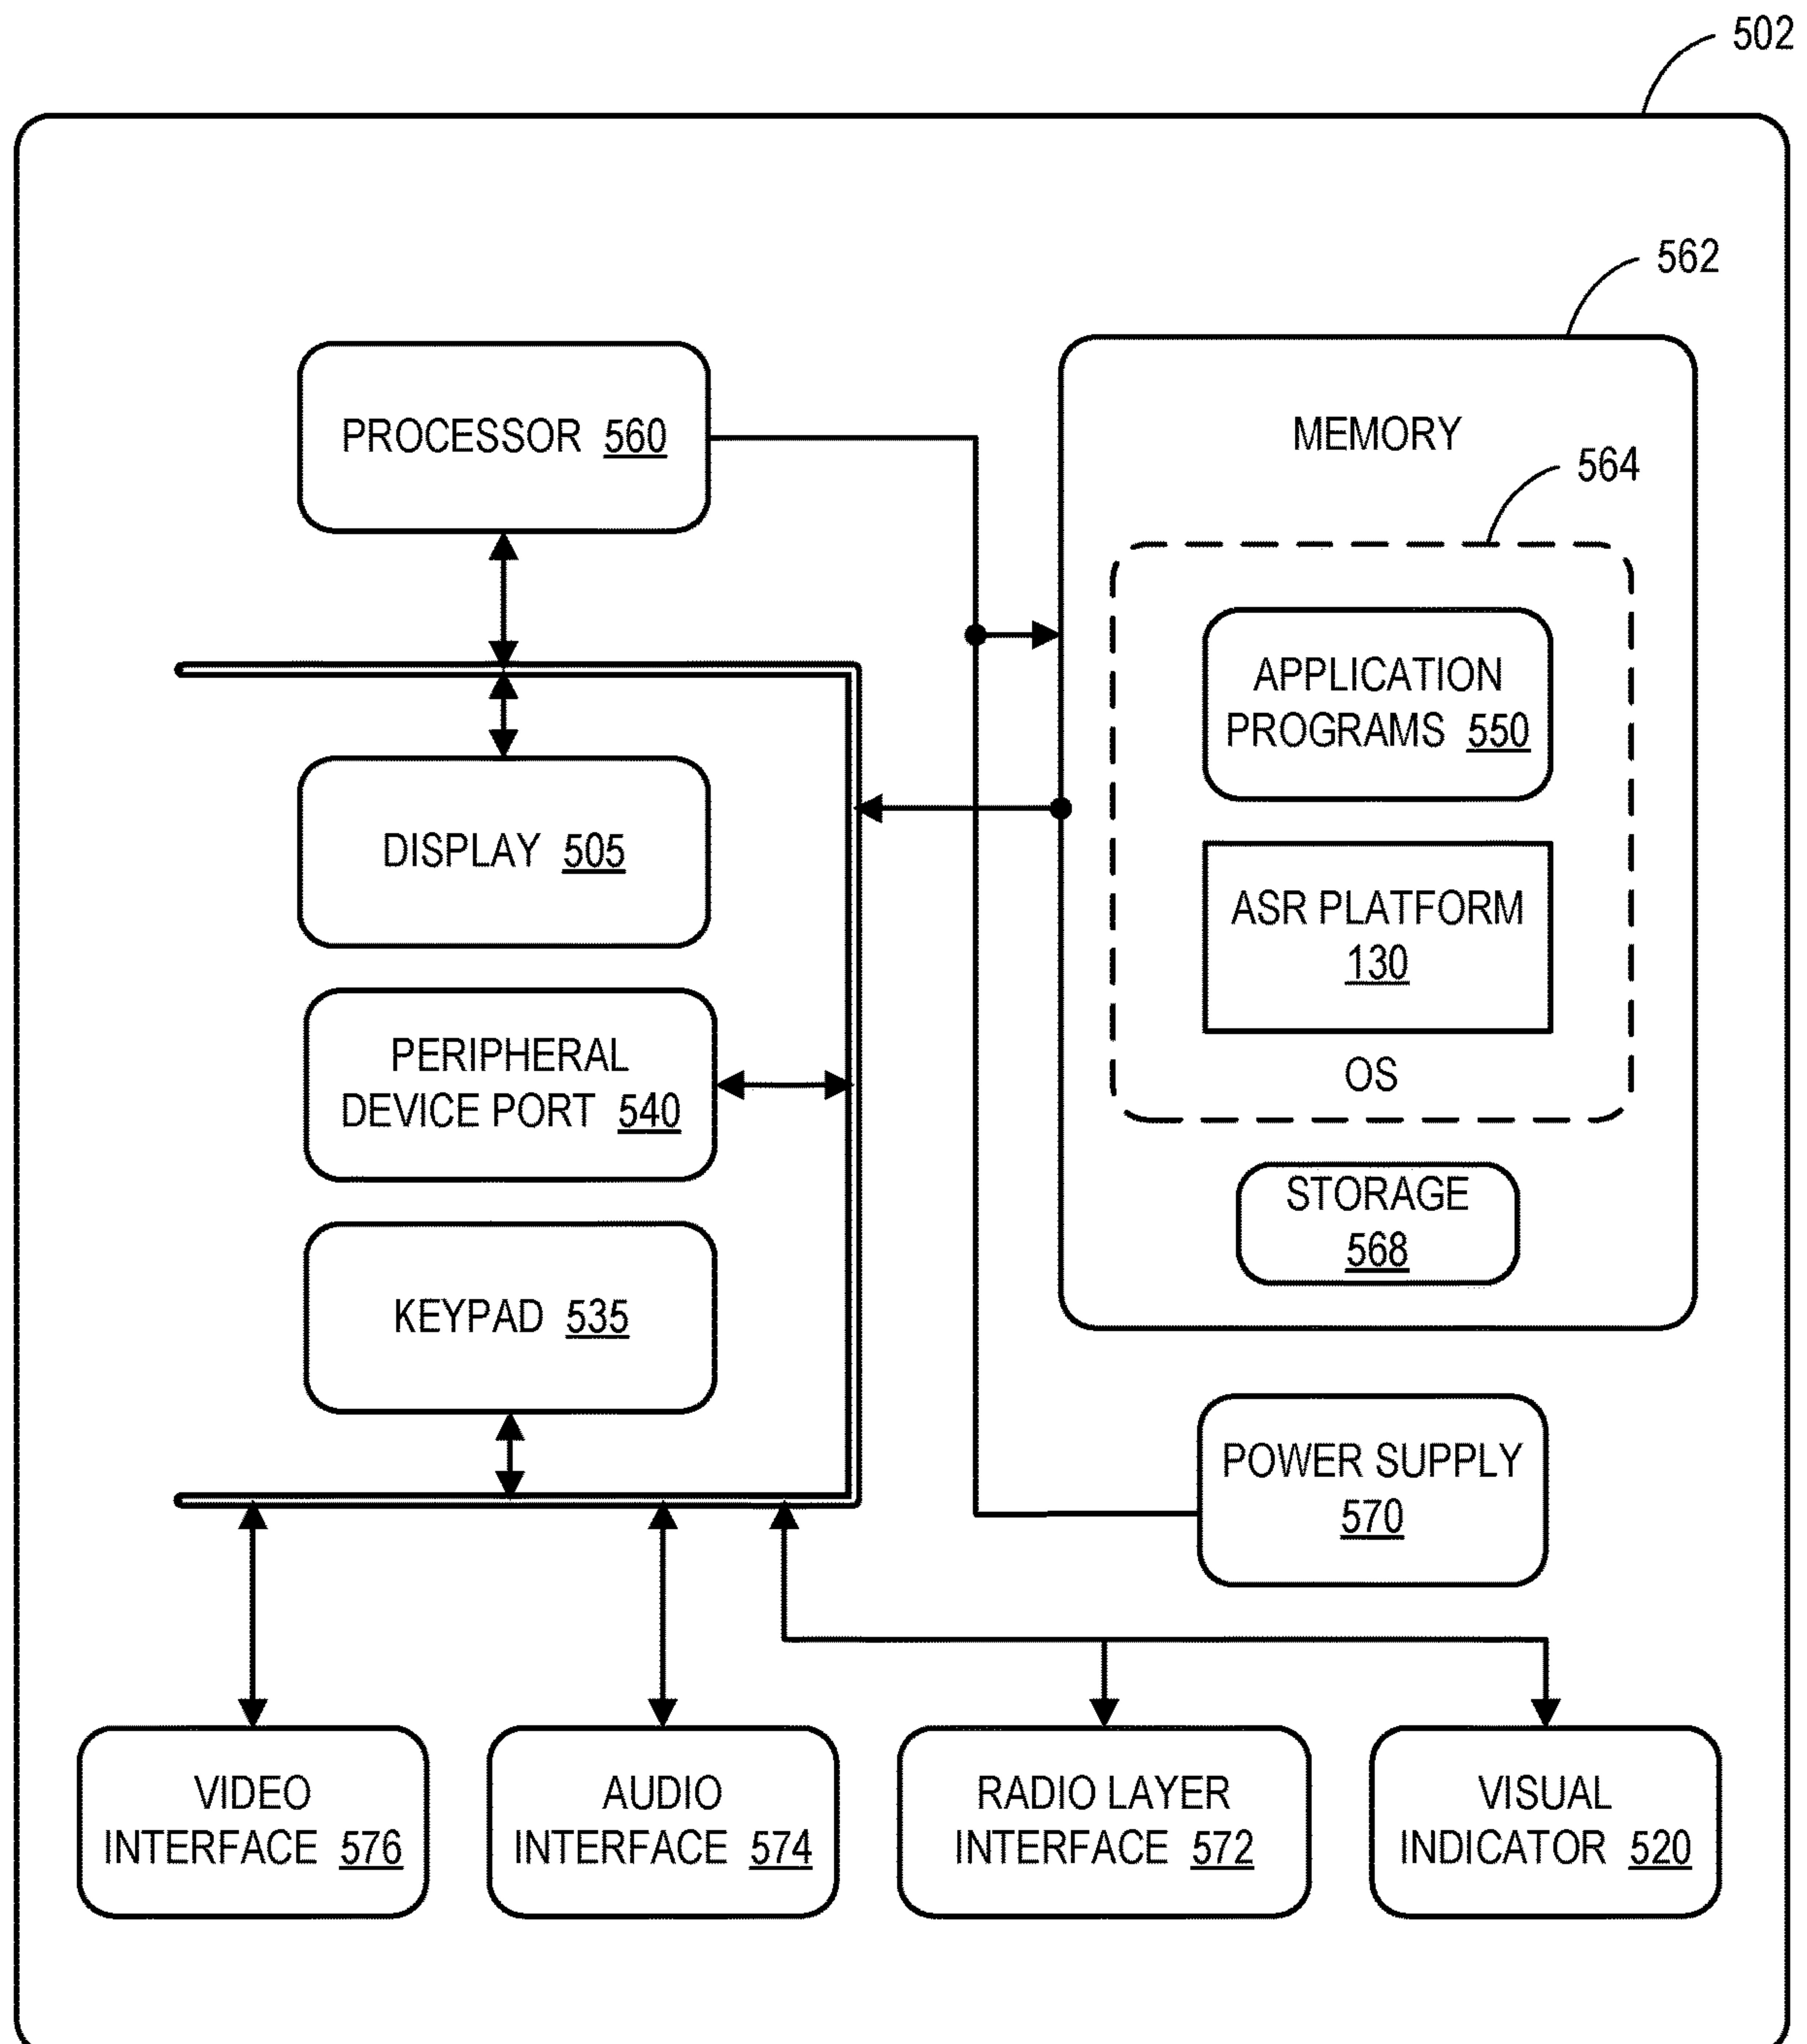 502
562
PROCESSOR 560
MEMORY
564
APPLICATION
PROGRAMS 550
DISPLAY 505
ASR PLATFORM
130
PERIPHERAL
DEVICE PORT 540
OS
STORAGE
568
KEYPAD 535
POWER SUPPLY
570
VIDEO
INTERFACE 576
AUDIO
INTERFACE 574
RADIO LAYER
INTERFACE 572
VISUAL
INDICATOR 520